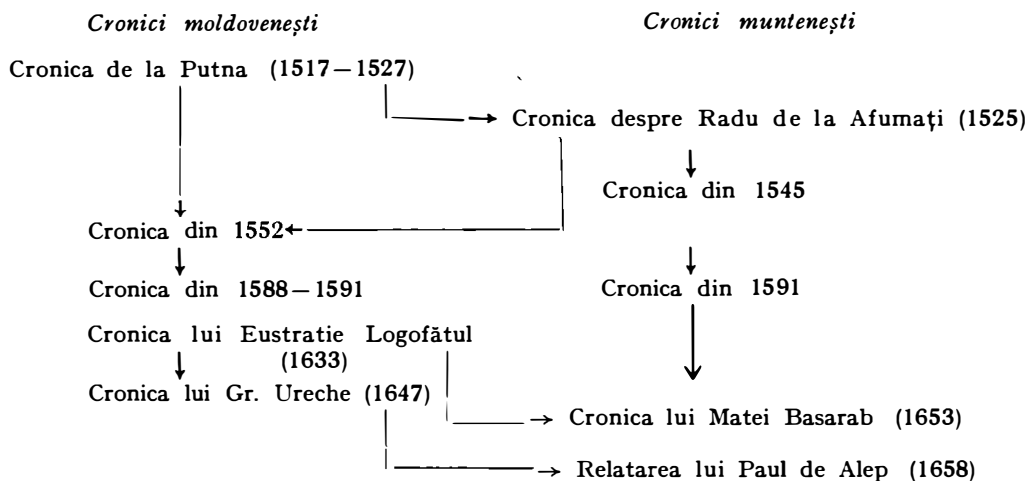 Cronici moldovenești
Cronici muntenești
Cronica de la Putna (1517—1527)
Cronica despre Radu de la Afumați (1525)
Cronica din 1545
Cronica din 1552
Cronica din 1588—1591
Cronica din 1591
Cronica lui Eustratie Logofătul
(1633)
Cronica lui Gr. Ureche (1647)
Cronica lui Matei Basarab (1653)
Relatarea lui Paul de Alep (1658)